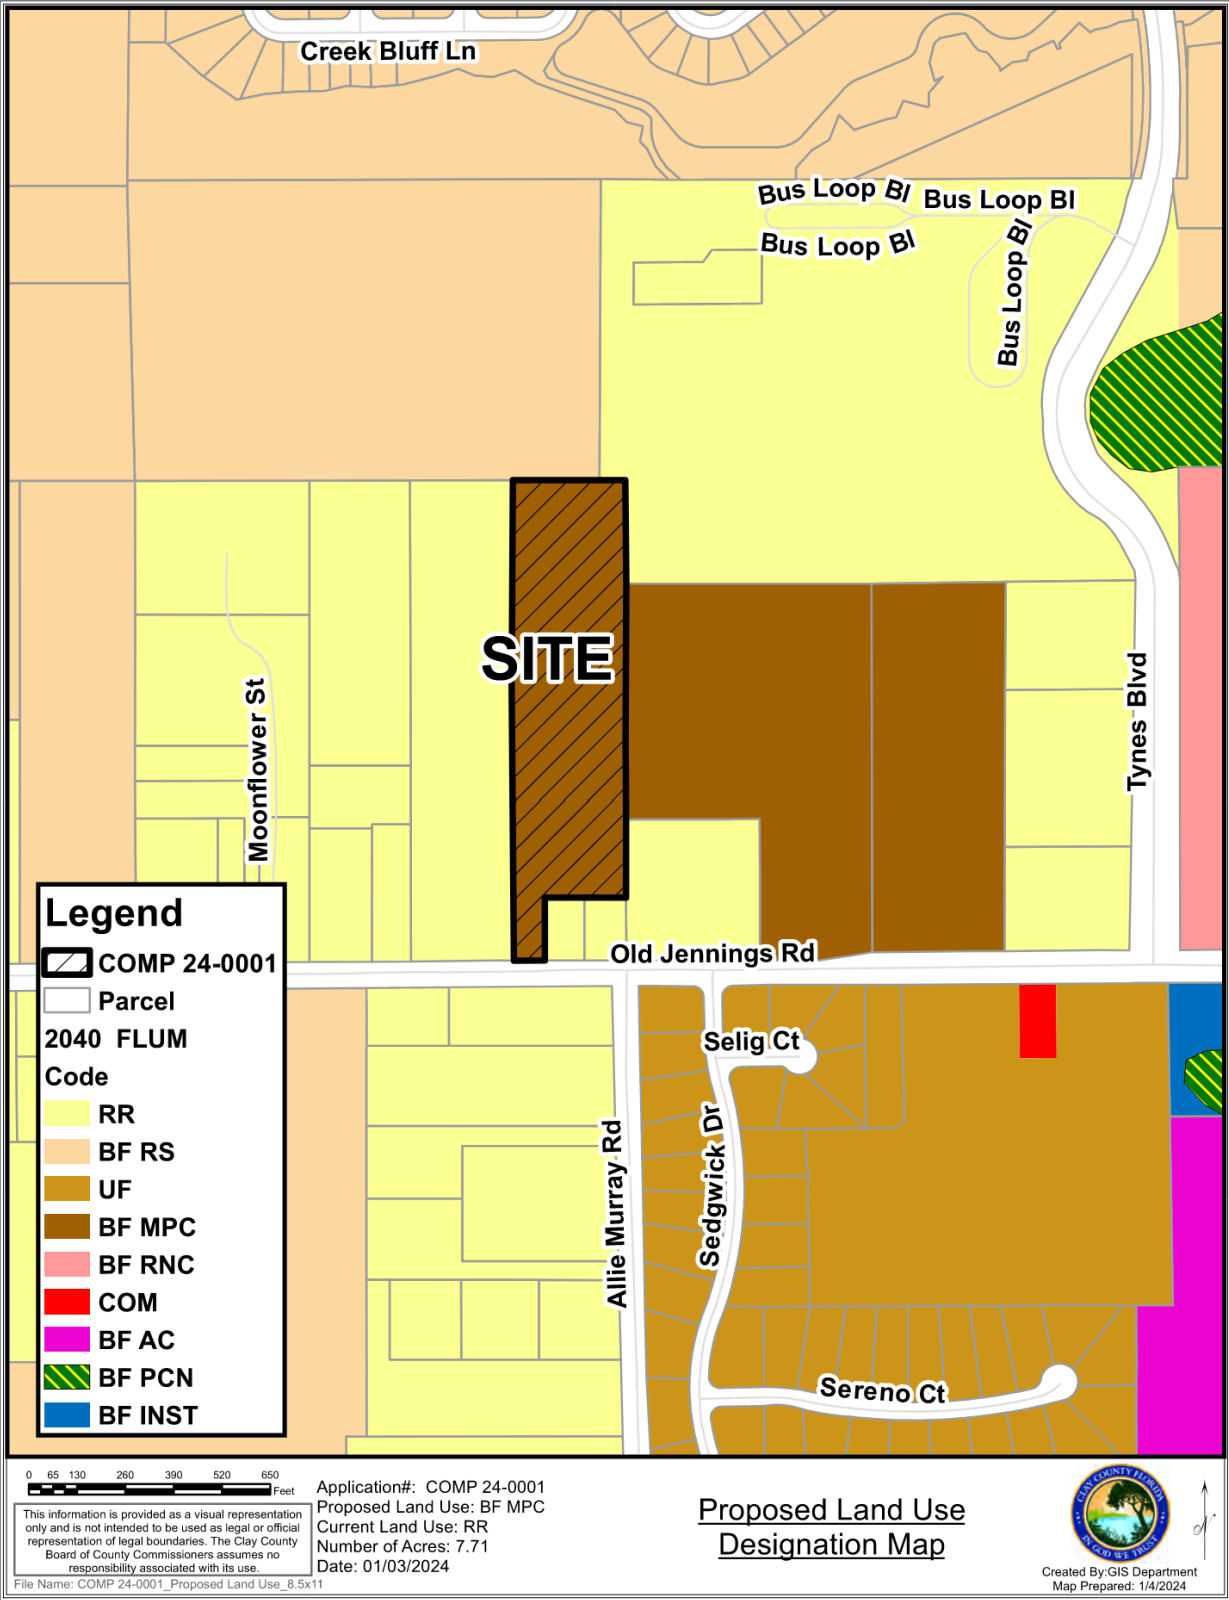 Creek Bluff Ln
Bus Loop Bl
Bus Loop Bl
Bus Loop Bl
Bus Loop Bl
SITE
Moonflower St
Tynes Blvd
Old Jennings Rd
Selig Ct
Sedgwick Dr
Allie Murray Rd
Sereno Ct
Legend
COMP 24-0001
Parcel
2040 FLUM
Code
RR
BF RS
UF
BF MPC
BF RNC
COM
BF AC
BF PCN
BF INST
0 65 130 260 390 520 650
Feet
This information is provided as a visual representation
only and is not intended to be used as legal or official
representation of legal boundaries. The Clay County
Board of County Commissioners assumes no
responsibility associated with its use.
File Name: COMP 24-0001_Proposed Land Use_8.5x11
Application#: COMP 24-0001
Proposed Land Use: BF MPC
Current Land Use: RR
Number of Acres: 7.71
Date: 01/03/2024
Proposed Land Use
Designation Map
CLAY COUNTY FLORIDA
IN GOD WE TRUST
N
Created By:GIS Department
Map Prepared: 1/4/2024